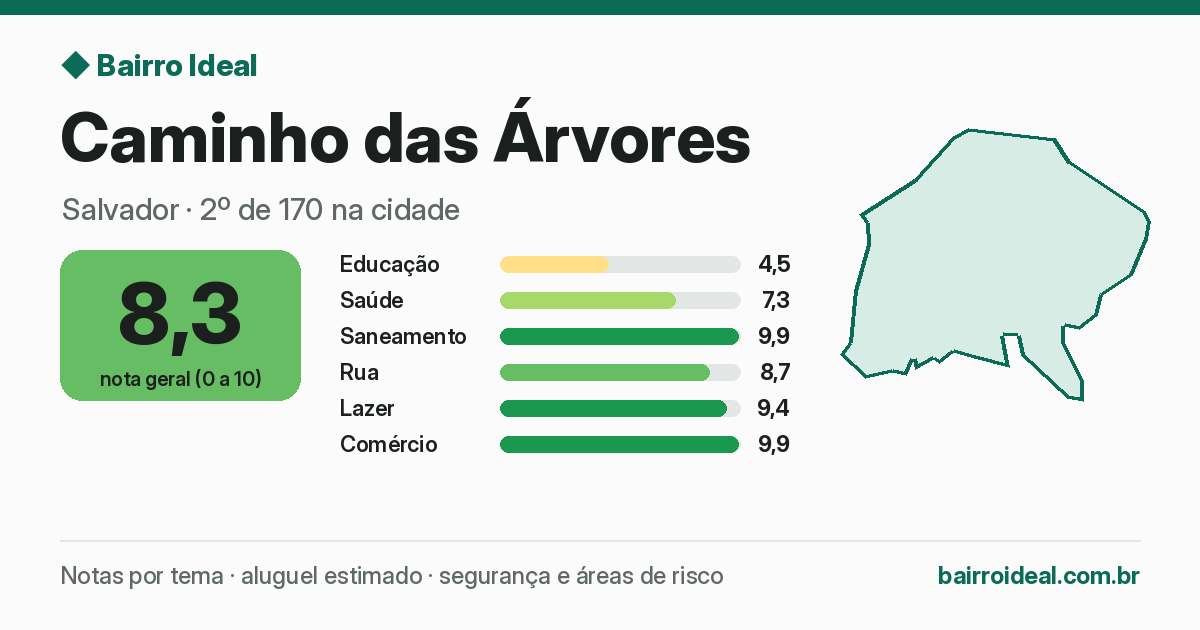 Bairro Ideal
Caminho das Árvores
Salvador · 2º de 170 na cidade
8,3
nota geral (0 a 10)
Educação 4,5
Saúde 7,3
Saneamento 9,9
Rua 8,7
Lazer 9,4
Comércio 9,9
Notas por tema · aluguel estimado · segurança e áreas de risco
bairroideal.com.br